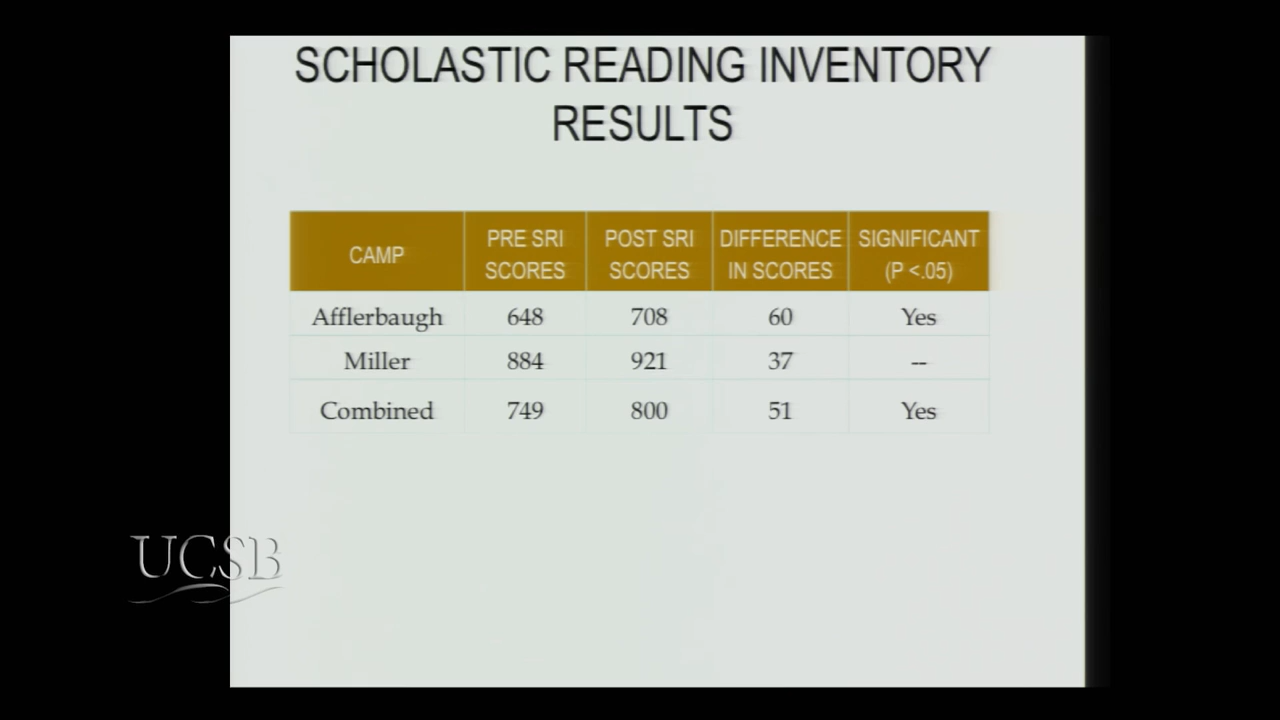 SCHOLASTIC READING INVENTORY
RESULTS
CAMP PRE SRI SCORES POST SRI SCORES DIFFERENCE IN SCORES SIGNIFICANT (P <.05)
Afflerbaugh 648 708 60 Yes
Miller 884 921 37 --
Combined 749 800 51 Yes
UCSB